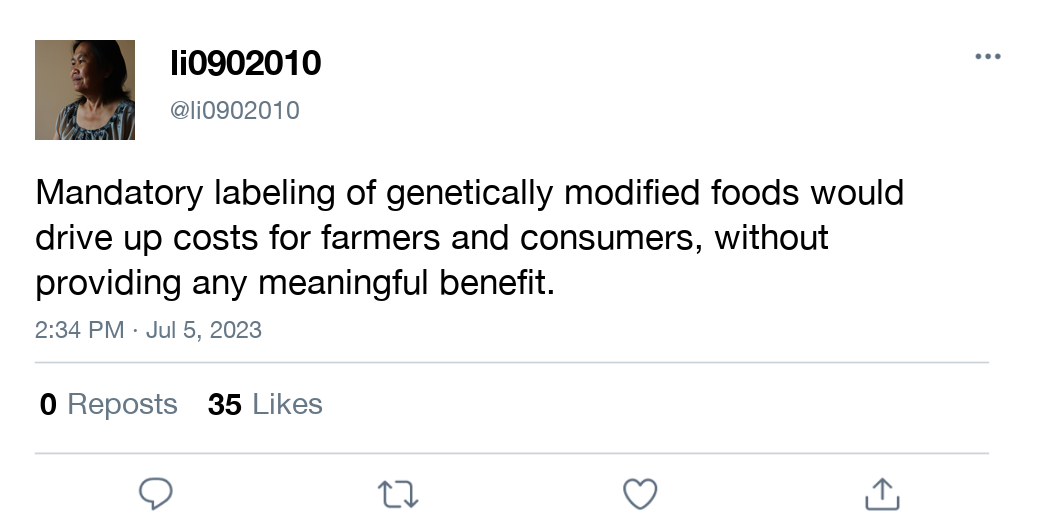 li0902010
@li0902010
Mandatory labeling of genetically modified foods would
drive up costs for farmers and consumers, without
providing any meaningful benefit.
2:34 PM · Jul 5, 2023
0 Reposts 35 Likes